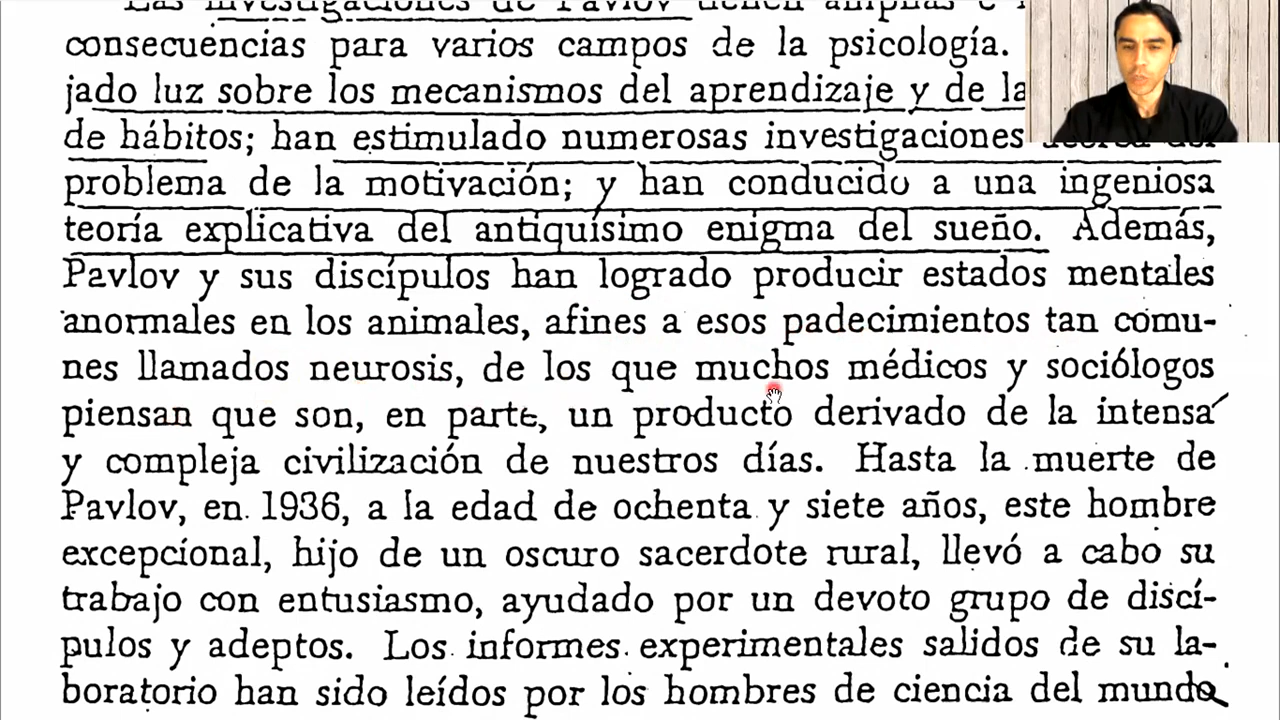 Las investigaciones de Pavlov tienen amplias e
consecuencias para varios campos de la psicología.
jado luz sobre los mecanismos del aprendizaje y de la
de hábitos; han estimulado numerosas investigaciones
problema de la motivación; y han conducido a una ingeniosa
teoría explicativa del antiquísimo enigma del sueño. Además,
Pavlov y sus discípulos han logrado producir estados mentales
anormales en los animales, afines a esos padecimientos tan comu-
nes llamados neurosis, de los que muchos médicos y sociólogos
piensan que son, en parte, un producto derivado de la intensa
y compleja civilización de nuestros días. Hasta la muerte de
Pavlov, en 1936, a la edad de ochenta y siete años, este hombre
excepcional, hijo de un oscuro sacerdote rural, llevó a cabo su
trabajo con entusiasmo, ayudado por un devoto grupo de discí-
pulos y adeptos. Los informes experimentales salidos de su la-
boratorio han sido leídos por los hombres de ciencia del mundo